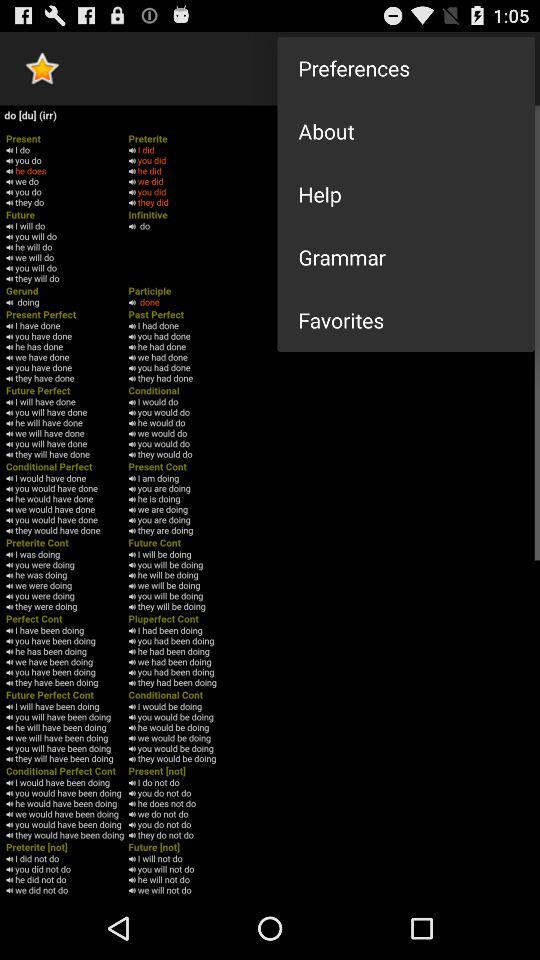 1:05
Preferences
About
Help
Grammar
Favorites
do [du] (irr)
Present
I do
you do
he does
we do
you do
they do
Preterite
I did
you did
he did
we did
you did
they did
Future
I will do
you will do
he will do
we will do
you will do
they will do
Infinitive
do
Gerund
doing
Participle
done
Present Perfect
I have done
you have done
he has done
we have done
you have done
they have done
Past Perfect
I had done
you had done
he had done
we had done
you had done
they had done
Future Perfect
I will have done
you will have done
he will have done
we will have done
you will have done
they will have done
Conditional
I would do
you would do
he would do
we would do
you would do
they would do
Conditional Perfect
I would have done
you would have done
he would have done
we would have done
you would have done
they would have done
Present Cont
I am doing
you are doing
he is doing
we are doing
you are doing
they are doing
Preterite Cont
I was doing
you were doing
he was doing
we were doing
you were doing
they were doing
Future Cont
I will be doing
you will be doing
he will be doing
we will be doing
you will be doing
they will be doing
Perfect Cont
I have been doing
you have been doing
he has been doing
we have been doing
you have been doing
they have been doing
Pluperfect Cont
I had been doing
you had been doing
he had been doing
we had been doing
you had been doing
they had been doing
Future Perfect Cont
I will have been doing
you will have been doing
he will have been doing
we will have been doing
you will have been doing
they will have been doing
Conditional Cont
I would be doing
you would be doing
he would be doing
we would be doing
you would be doing
they would be doing
Conditional Perfect Cont
I would have been doing
you would have been doing
he would have been doing
we would have been doing
you would have been doing
they would have been doing
Present [not]
I do not do
you do not do
he does not do
we do not do
you do not do
they do not do
Preterite [not]
I did not do
you did not do
he did not do
we did not do
Future [not]
I will not do
you will not do
he will not do
we will not do